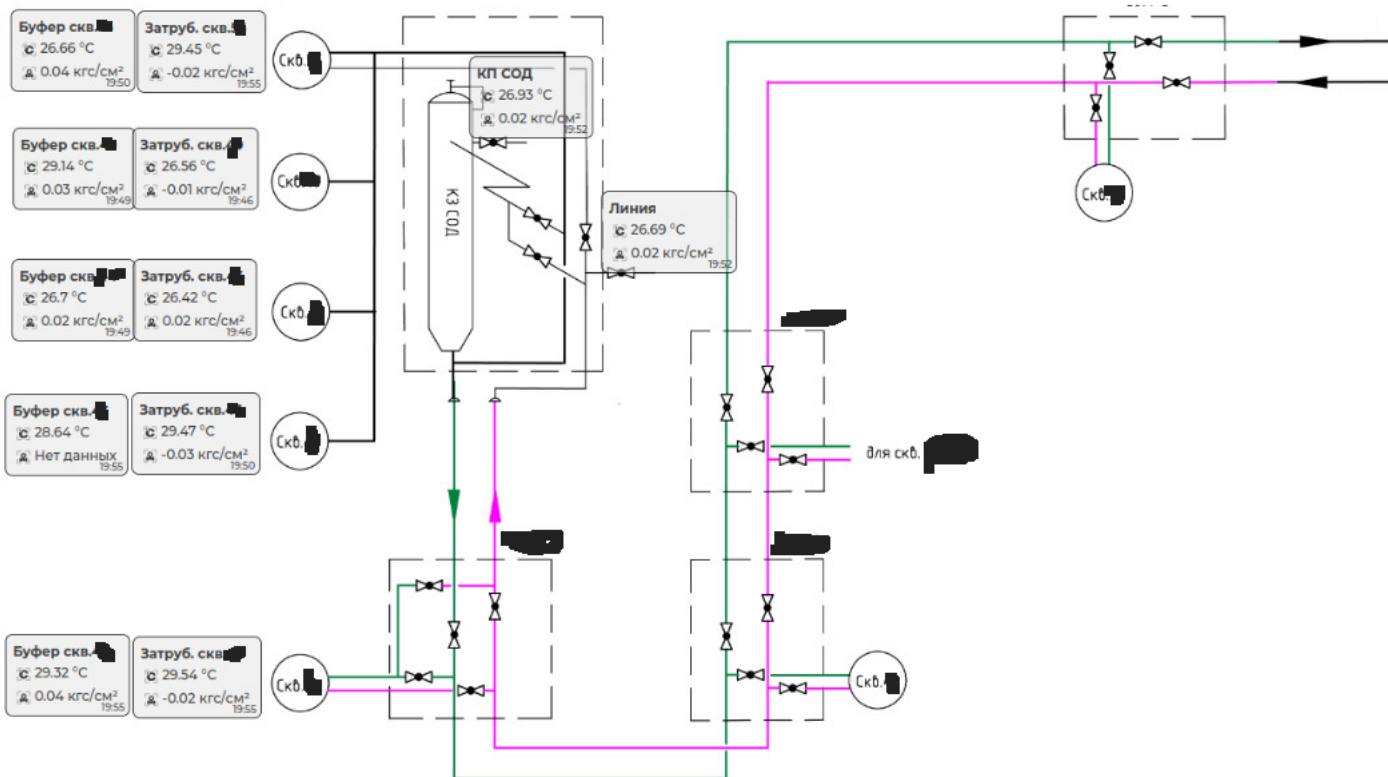 Буфер скв.
26.66 °C
0.04 кгс/см²
19:50
Затруб. скв.
29.45 °C
-0.02 кгс/см²
19:55
Скв.
КП СОД
26.93 °C
0.02 кгс/см²
19:52
Буфер скв.
29.14 °C
0.03 кгс/см²
19:49
Затруб. скв.
26.56 °C
-0.01 кгс/см²
19:46
Скв.
КЗ СОД
Скв.
Линия
26.69 °C
0.02 кгс/см²
19:52
Буфер скв.
26.7 °C
0.02 кгс/см²
19:49
Затруб. скв.
26.42 °C
0.02 кгс/см²
19:46
Скв.
Буфер скв.
28.64 °C
Нет данных
19:55
Затруб. скв.
29.47 °C
-0.03 кгс/см²
19:50
Скв.
для скв.
Буфер скв.
29.32 °C
0.04 кгс/см²
19:55
Затруб. скв.
29.54 °C
-0.02 кгс/см²
19:55
Скв.
Скв.